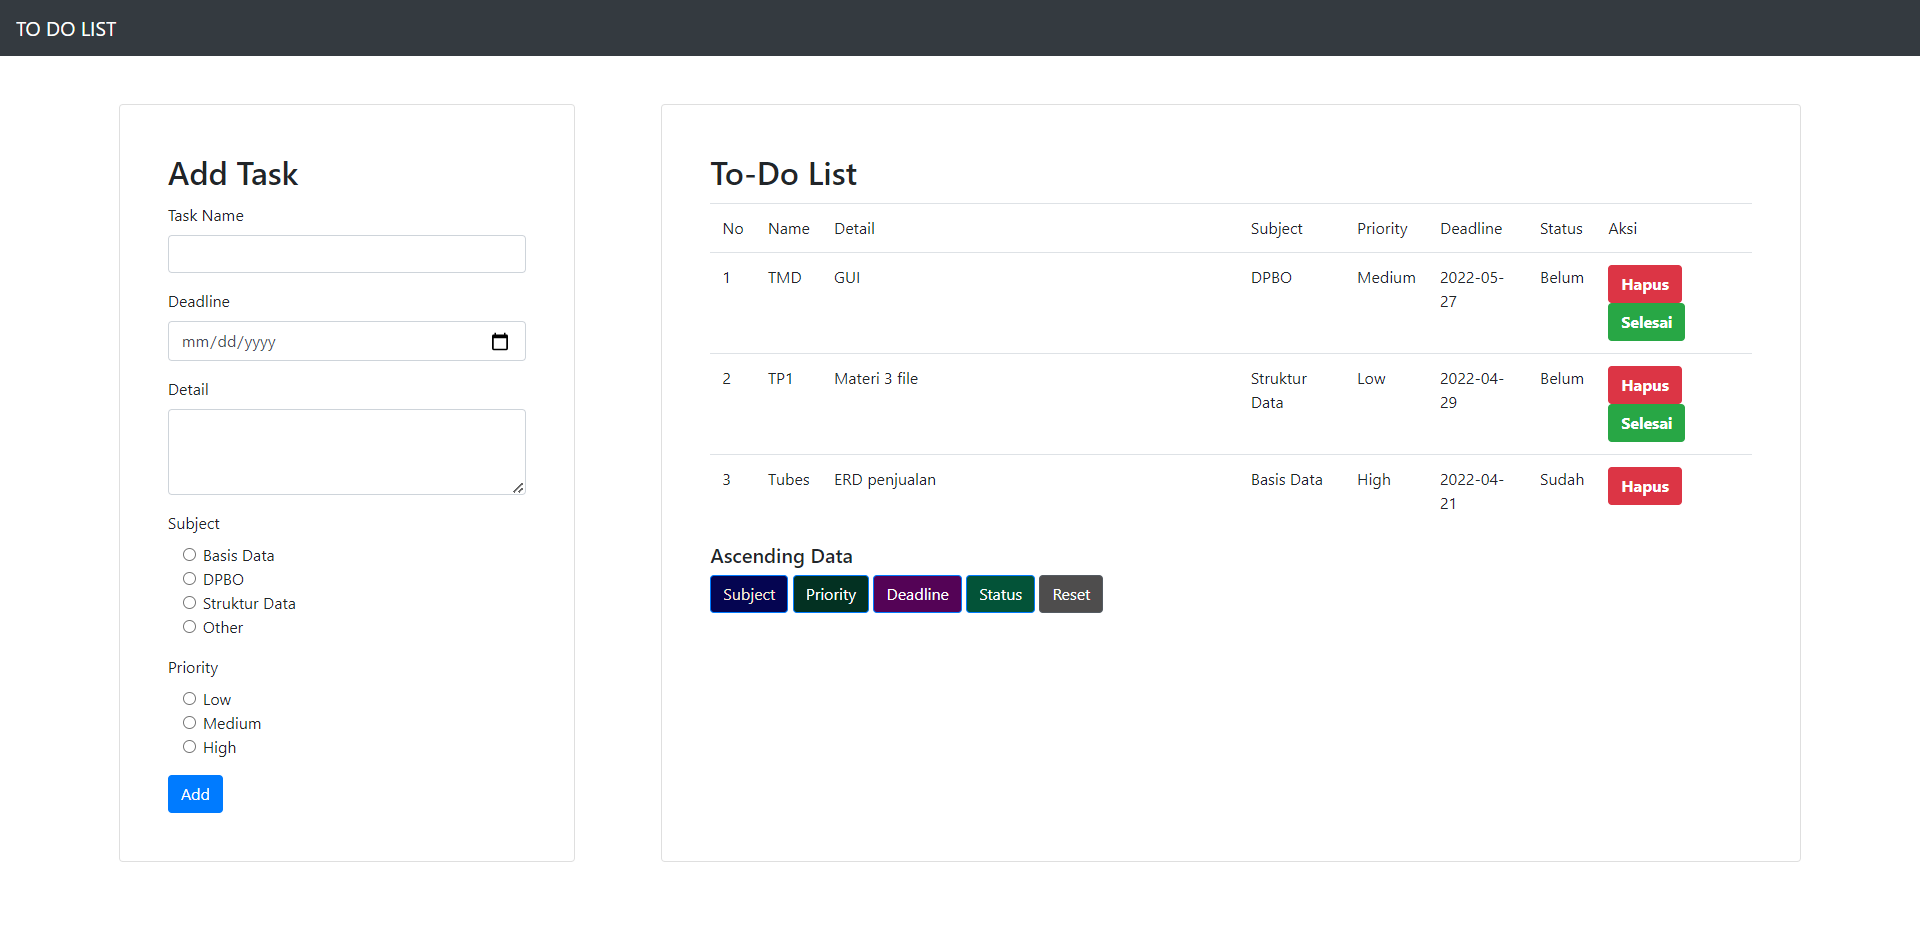 TO DO LIST
Add Task
Task Name
Deadline
mm/dd/yyyy
Detail
Subject
Basis Data
DPBO
Struktur Data
Other
Priority
Low
Medium
High
Add
To-Do List
No Name Detail Subject Priority Deadline Status Aksi
1 TMD GUI DPBO Medium 2022-05- Belum Hapus
27
Selesai
2 TP1 Materi 3 file Struktur Low 2022-04- Belum Hapus
Data 29
Selesai
3 Tubes ERD penjualan Basis Data High 2022-04- Sudah Hapus
21
Ascending Data
Subject Priority Deadline Status Reset